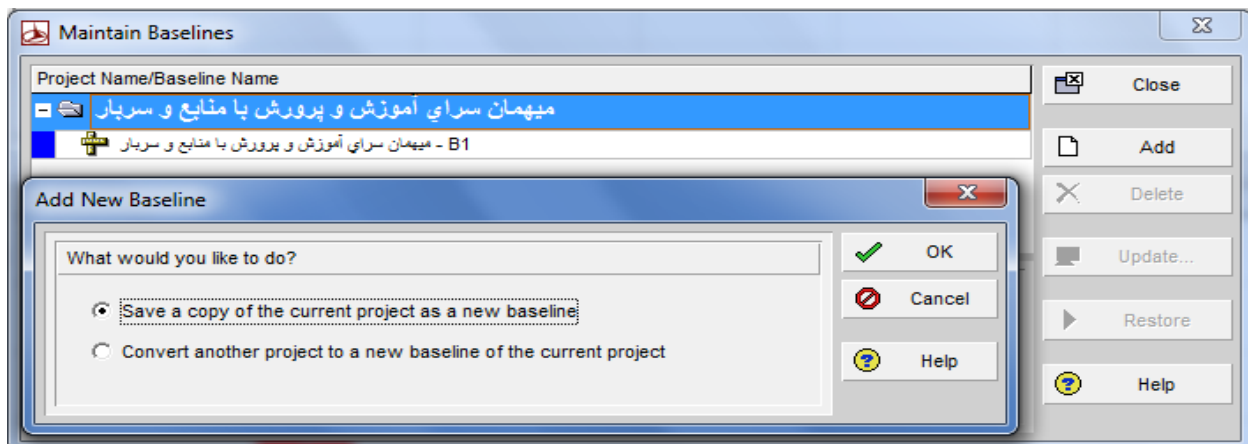 Maintain Baselines
Project Name/Baseline Name
ميهمان سراي آموزش و پرورش با منابع و سربار
B1 - ميهمان سراي آموزش و پرورش با منابع و سربار
Close
Add
Delete
Update...
Restore
Help
Add New Baseline
What would you like to do?
Save a copy of the current project as a new baseline
Convert another project to a new baseline of the current project
OK
Cancel
Help